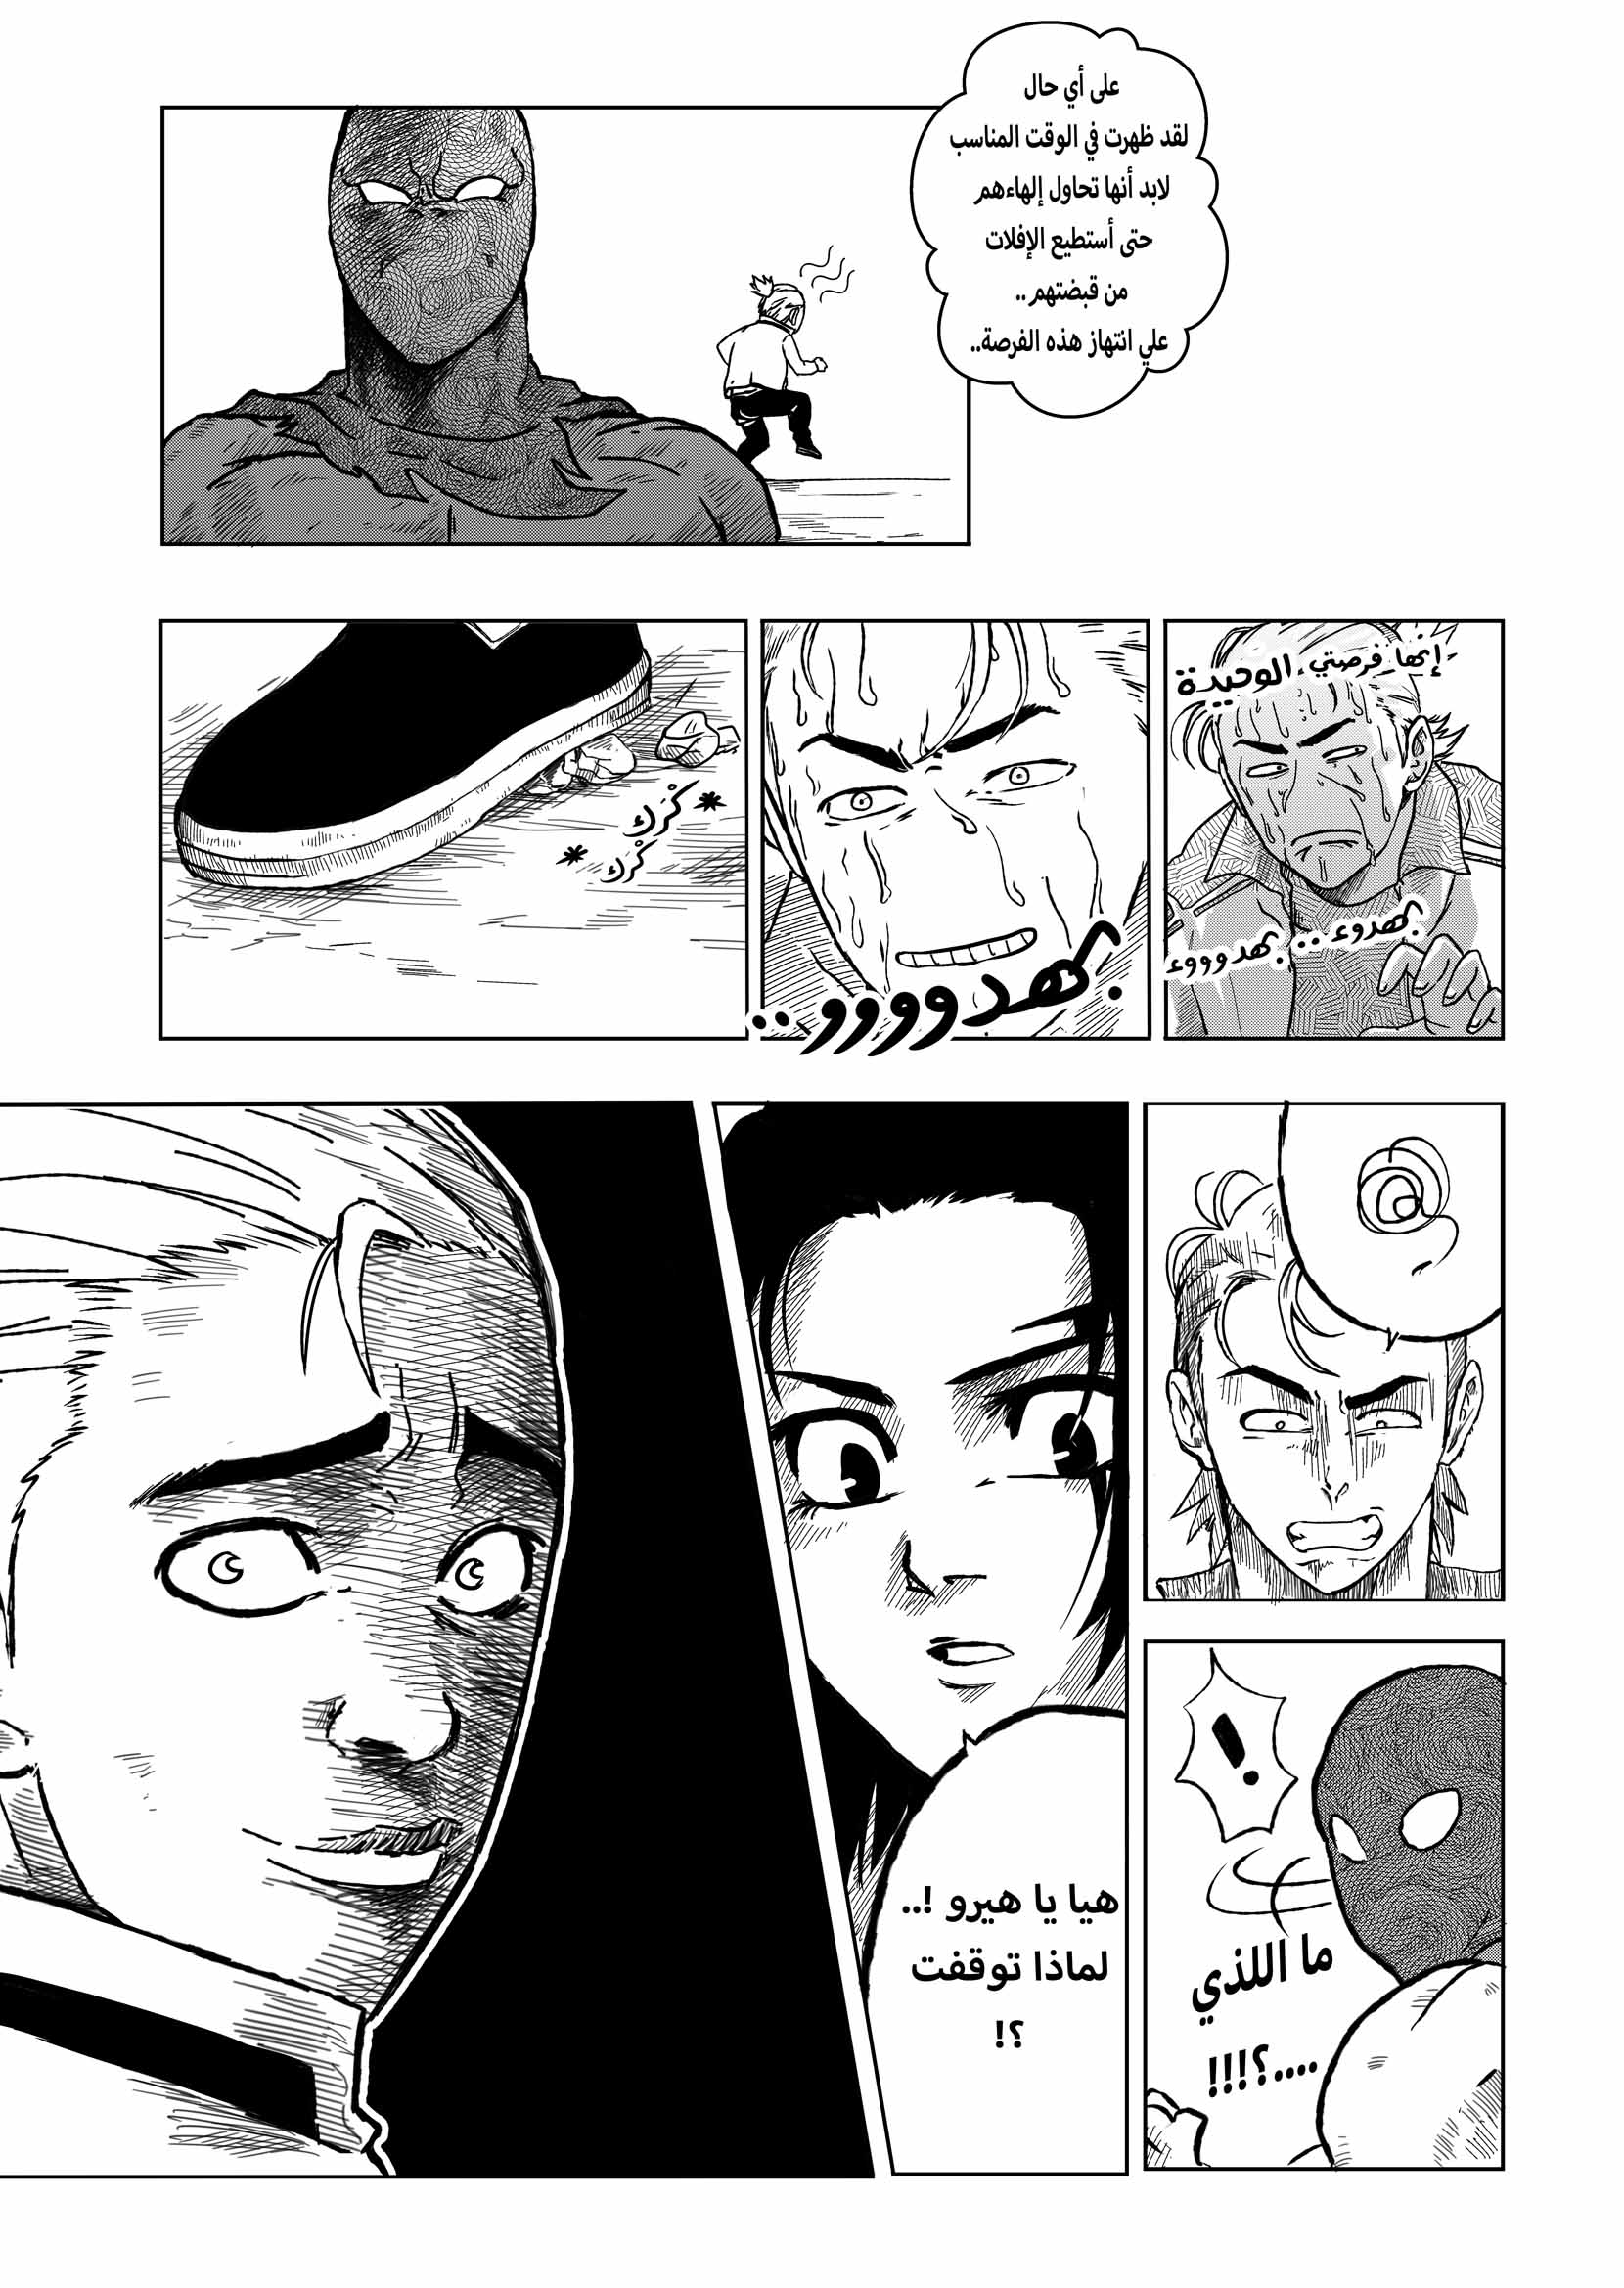 على أي حال
لقد ظهرت في الوقت المناسب
لابد أنها تحاول إلهاءهم
حتى أستطيع الإفلات
من قبضتهم..
علي انتهاز هذه الفرصة..
إنها فرصتي الوحيدة
بهدوء.. بهدوووء
بهدوووو..
* كْرَك
* كْرَك
!
ما اللذي
....؟!!!
هيا يا هيرو !..
لماذا توقفت
؟!